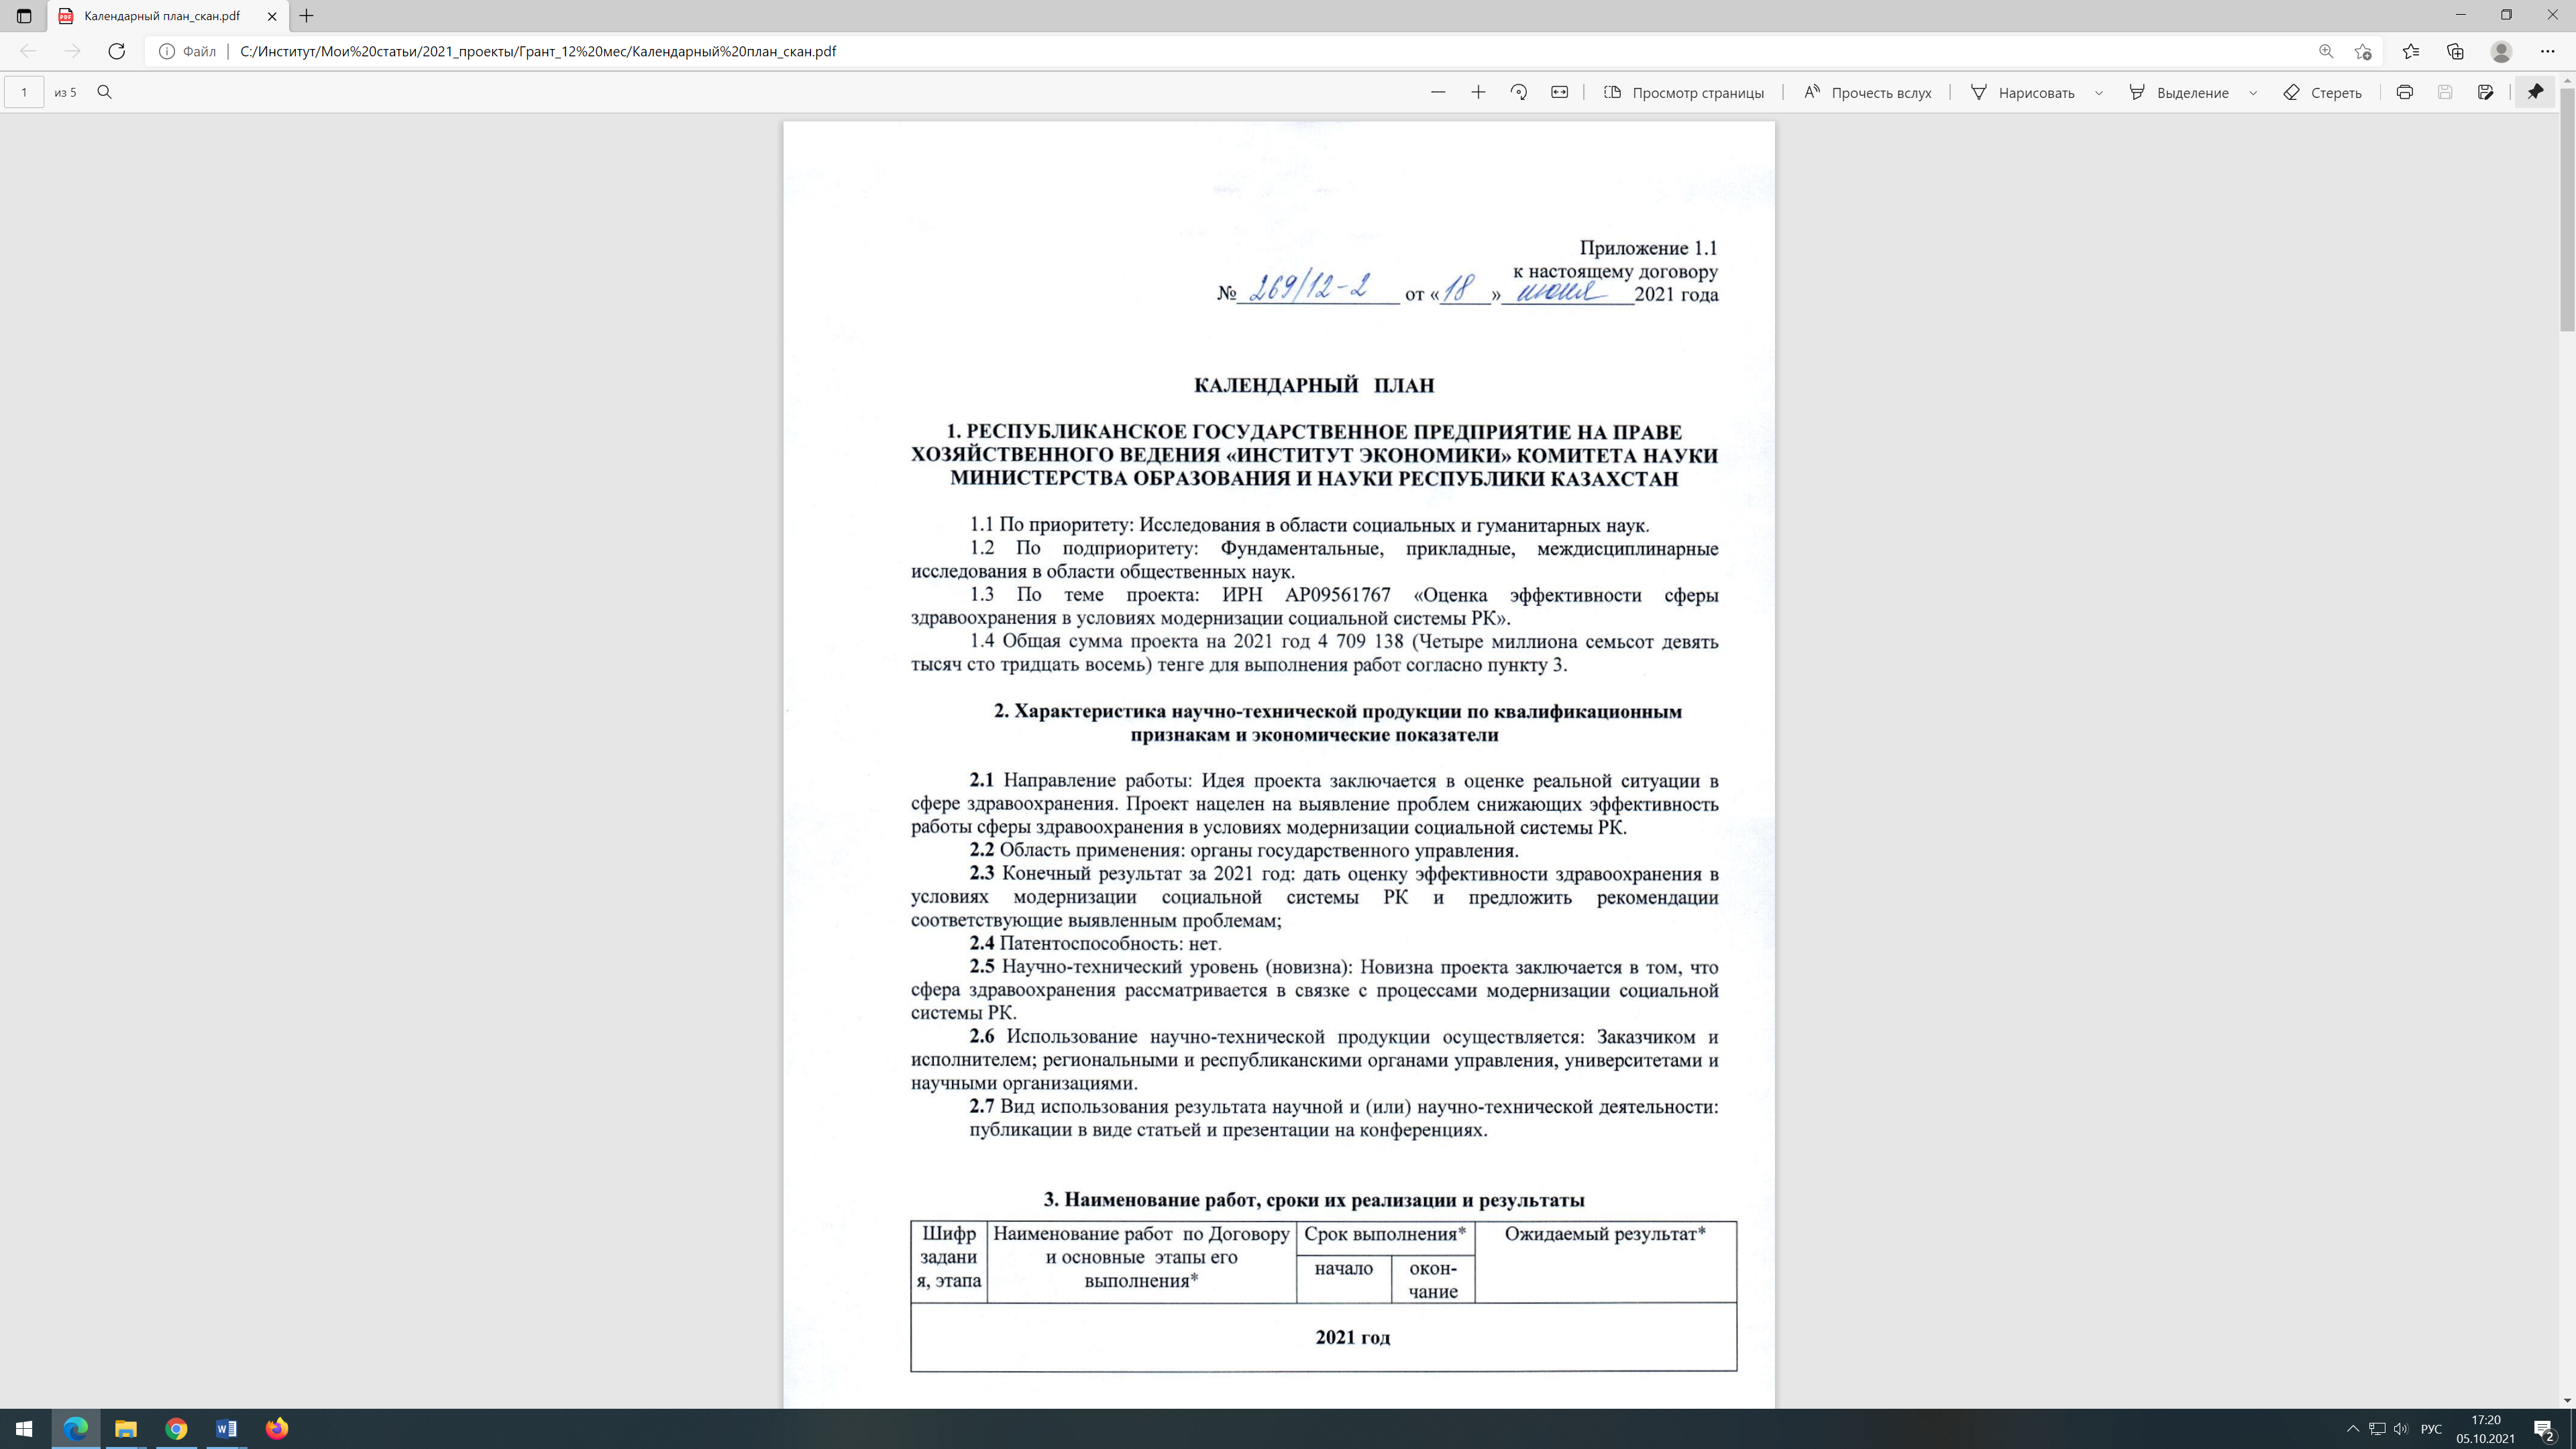 Календарный план_скан.pdf
Файл
C:/Институт/Мои%20статьи/2021_проекты/Грант_12%20мес/Календарный%20план_скан.pdf
1 из 5
Просмотр страницы
Прочесть вслух
Нарисовать
Выделение
Стереть
Приложение 1.1
к настоящему договору
№ 269/12-2 от «18» июня 2021 года
КАЛЕНДАРНЫЙ ПЛАН
1. РЕСПУБЛИКАНСКОЕ ГОСУДАРСТВЕННОЕ ПРЕДПРИЯТИЕ НА ПРАВЕ
ХОЗЯЙСТВЕННОГО ВЕДЕНИЯ «ИНСТИТУТ ЭКОНОМИКИ» КОМИТЕТА НАУКИ
МИНИСТЕРСТВА ОБРАЗОВАНИЯ И НАУКИ РЕСПУБЛИКИ КАЗАХСТАН
1.1 По приоритету: Исследования в области социальных и гуманитарных наук.
1.2 По подприоритету: Фундаментальные, прикладные, междисциплинарные
исследования в области общественных наук.
1.3 По теме проекта: ИРН АР09561767 «Оценка эффективности сферы
здравоохранения в условиях модернизации социальной системы РК».
1.4 Общая сумма проекта на 2021 год 4 709 138 (Четыре миллиона семьсот девять
тысяч сто тридцать восемь) тенге для выполнения работ согласно пункту 3.
2. Характеристика научно-технической продукции по квалификационным
признакам и экономические показатели
2.1 Направление работы: Идея проекта заключается в оценке реальной ситуации в
сфере здравоохранения. Проект нацелен на выявление проблем снижающих эффективность
работы сферы здравоохранения в условиях модернизации социальной системы РК.
2.2 Область применения: органы государственного управления.
2.3 Конечный результат за 2021 год: дать оценку эффективности здравоохранения в
условиях модернизации социальной системы РК и предложить рекомендации
соответствующие выявленным проблемам;
2.4 Патентоспособность: нет.
2.5 Научно-технический уровень (новизна): Новизна проекта заключается в том, что
сфера здравоохранения рассматривается в связке с процессами модернизации социальной
системы РК.
2.6 Использование научно-технической продукции осуществляется: Заказчиком и
исполнителем; региональными и республиканскими органами управления, университетами и
научными организациями.
2.7 Вид использования результата научной и (или) научно-технической деятельности:
публикации в виде статьей и презентации на конференциях.
3. Наименование работ, сроки их реализации и результаты
Шифр
задани
я, этапа
Наименование работ по Договору
и основные этапы его
выполнения*
Срок выполнения*
начало
окон-
чание
Ожидаемый результат*
2021 год
РУС
17:20
05.10.2021
2